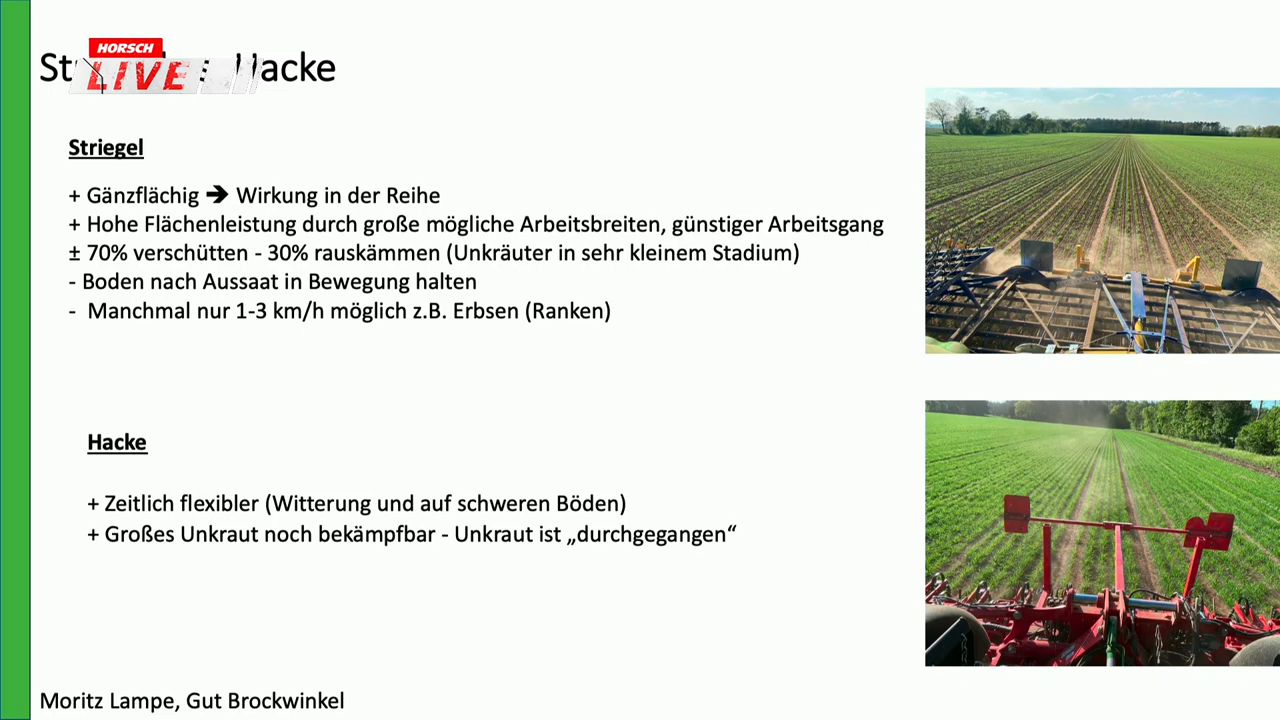 HORSCH
LIVE
Hacke
Striegel
+ Gänzflächig ➔ Wirkung in der Reihe
+ Hohe Flächenleistung durch große mögliche Arbeitsbreiten, günstiger Arbeitsgang
± 70% verschütten - 30% rauskämmen (Unkräuter in sehr kleinem Stadium)
- Boden nach Aussaat in Bewegung halten
- Manchmal nur 1-3 km/h möglich z.B. Erbsen (Ranken)
Hacke
+ Zeitlich flexibler (Witterung und auf schweren Böden)
+ Großes Unkraut noch bekämpfbar - Unkraut ist „durchgegangen“
Moritz Lampe, Gut Brockwinkel